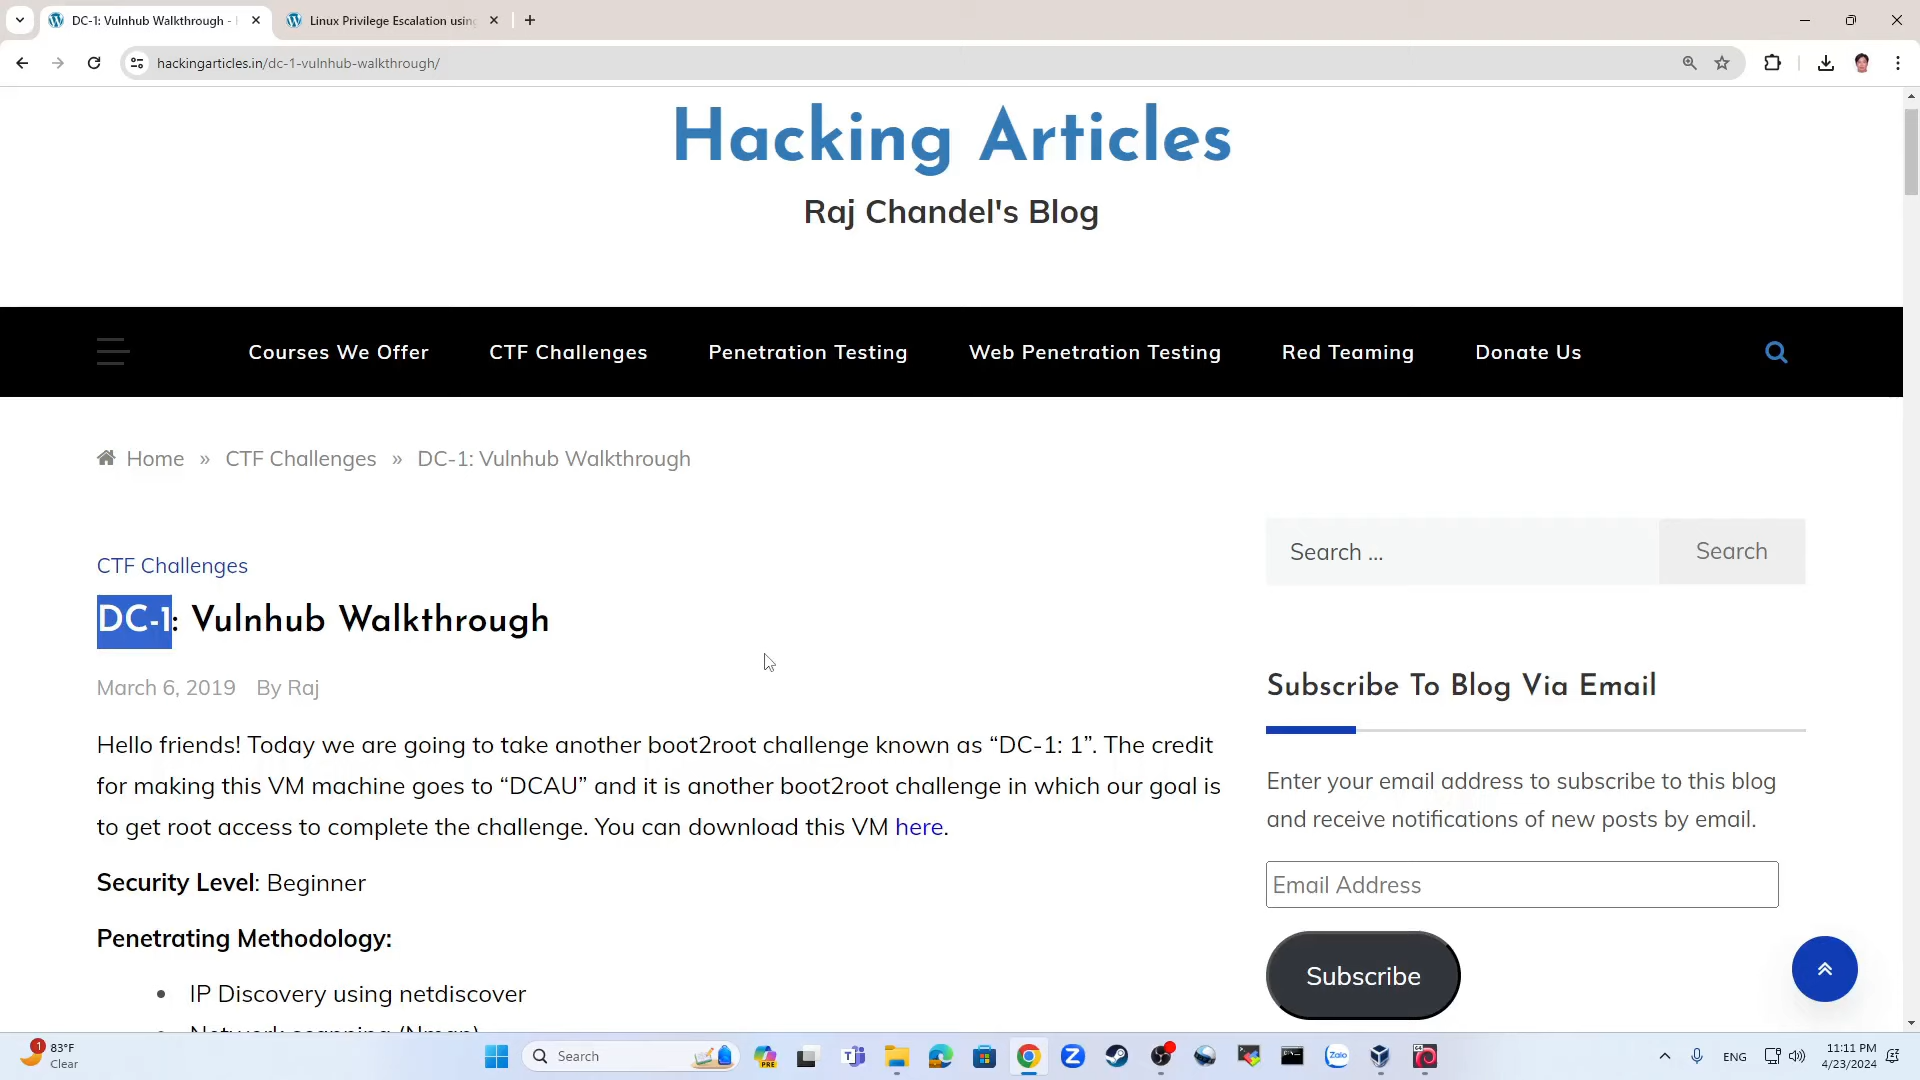 DC-1: Vulnhub Walkthrough -
Linux Privilege Escalation usin
hackingarticles.in/dc-1-vulnhub-walkthrough/
Hacking Articles
Raj Chandel's Blog
Courses We Offer
CTF Challenges
Penetration Testing
Web Penetration Testing
Red Teaming
Donate Us
Home » CTF Challenges » DC-1: Vulnhub Walkthrough
CTF Challenges
DC-1: Vulnhub Walkthrough
March 6, 2019 By Raj
Hello friends! Today we are going to take another boot2root challenge known as “DC-1: 1”. The credit
for making this VM machine goes to “DCAU” and it is another boot2root challenge in which our goal is
to get root access to complete the challenge. You can download this VM here.
Security Level: Beginner
Penetrating Methodology:
• IP Discovery using netdiscover
• Network scanning (Nmap)
Search …
Search
Subscribe To Blog Via Email
Enter your email address to subscribe to this blog
and receive notifications of new posts by email.
Email Address
Subscribe
1
83°F
Clear
Search
PRE
Zalo
64
ENG
11:11 PM
4/23/2024